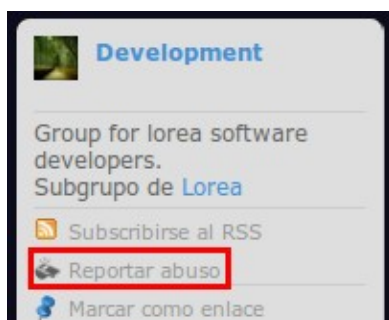 Development
Group for lorea software
developers.
Subgrupo de Lorea
Subscribirse al RSS
Reportar abuso
Marcar como enlace